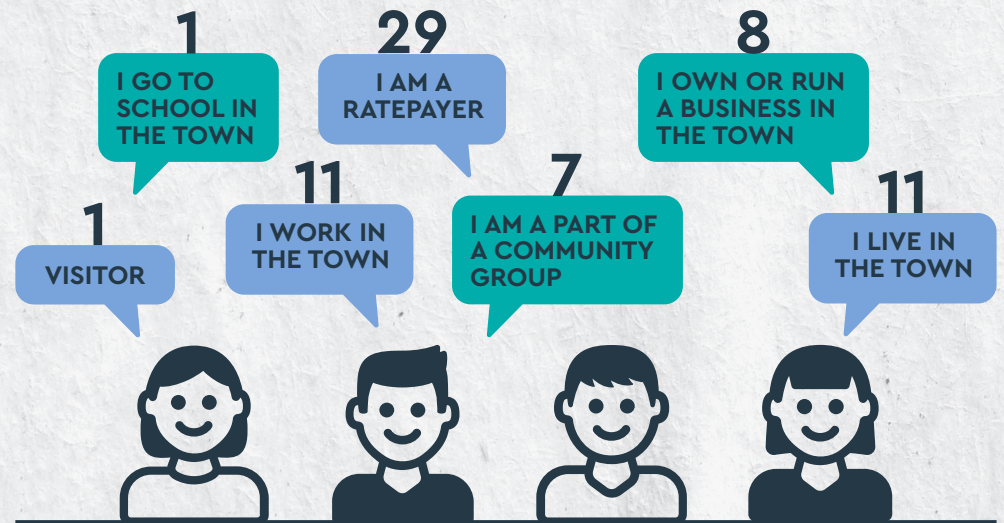 1
I GO TO
SCHOOL IN
THE TOWN
29
I AM A
RATEPAYER
8
I OWN OR RUN
A BUSINESS IN
THE TOWN
1
VISITOR
11
I WORK IN
THE TOWN
7
I AM A PART OF
A COMMUNITY
GROUP
11
I LIVE IN
THE TOWN